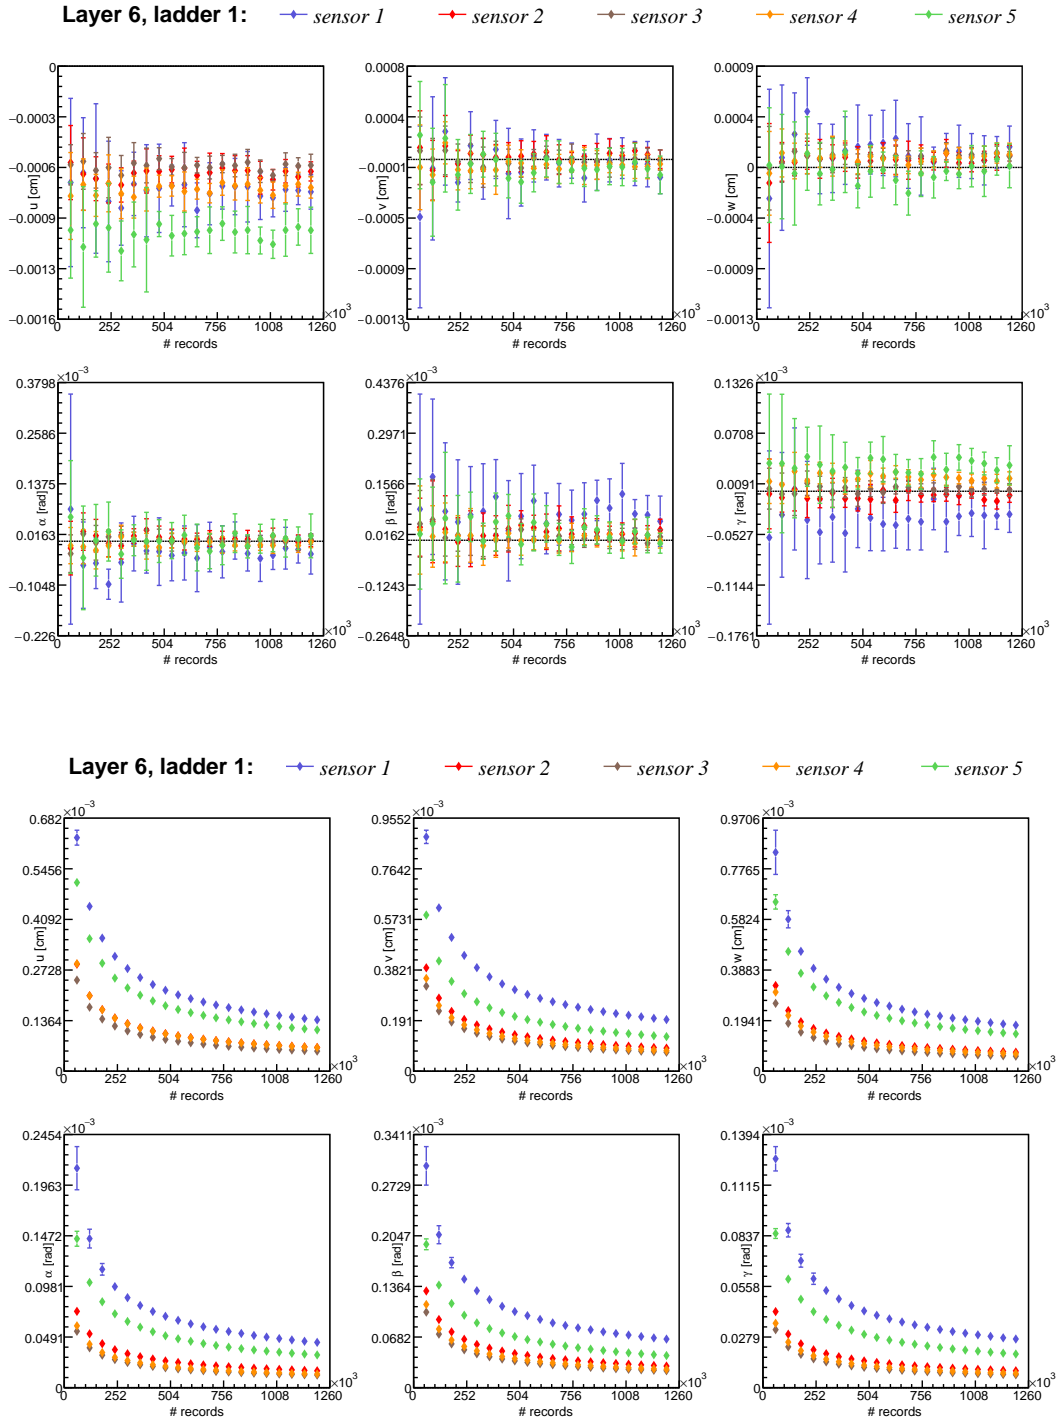 Layer 6, ladder 1: sensor 1 sensor 2 sensor 3 sensor 4 sensor 5
0 0.0008 0.0009
−0.0003 0.0004 0.0004
−0.0006 −0.0001 0
−0.0009 −0.0005 −0.0004
−0.0013 −0.0009 −0.0009
−0.0016 −0.0013 −0.0013
u [cm] v [cm] w [cm]
0 252 504 756 1008 1260 ×10³ 0 252 504 756 1008 1260 ×10³ 0 252 504 756 1008 1260 ×10³
# records # records # records
×10⁻³ ×10⁻³ ×10⁻³
0.3798 0.4376 0.1326
0.2586 0.2971 0.0708
0.1375 0.1566 0.0091
0.0163 0.0162 −0.0527
−0.1048 −0.1243 −0.1144
−0.226 −0.2648 −0.1761
α [rad] β [rad] γ [rad]
0 252 504 756 1008 1260 ×10³ 0 252 504 756 1008 1260 ×10³ 0 252 504 756 1008 1260 ×10³
# records # records # records
Layer 6, ladder 1: sensor 1 sensor 2 sensor 3 sensor 4 sensor 5
×10⁻³ ×10⁻³ ×10⁻³
0.682 0.9552 0.9706
0.5456 0.7642 0.7765
0.4092 0.5731 0.5824
0.2728 0.3821 0.3883
0.1364 0.191 0.1941
0 0 0
u [cm] v [cm] w [cm]
0 252 504 756 1008 1260 ×10³ 0 252 504 756 1008 1260 ×10³ 0 252 504 756 1008 1260 ×10³
# records # records # records
×10⁻³ ×10⁻³ ×10⁻³
0.2454 0.3411 0.1394
0.1963 0.2729 0.1115
0.1472 0.2047 0.0837
0.0981 0.1364 0.0558
0.0491 0.0682 0.0279
0 0 0
α [rad] β [rad] γ [rad]
0 252 504 756 1008 1260 ×10³ 0 252 504 756 1008 1260 ×10³ 0 252 504 756 1008 1260 ×10³
# records # records # records